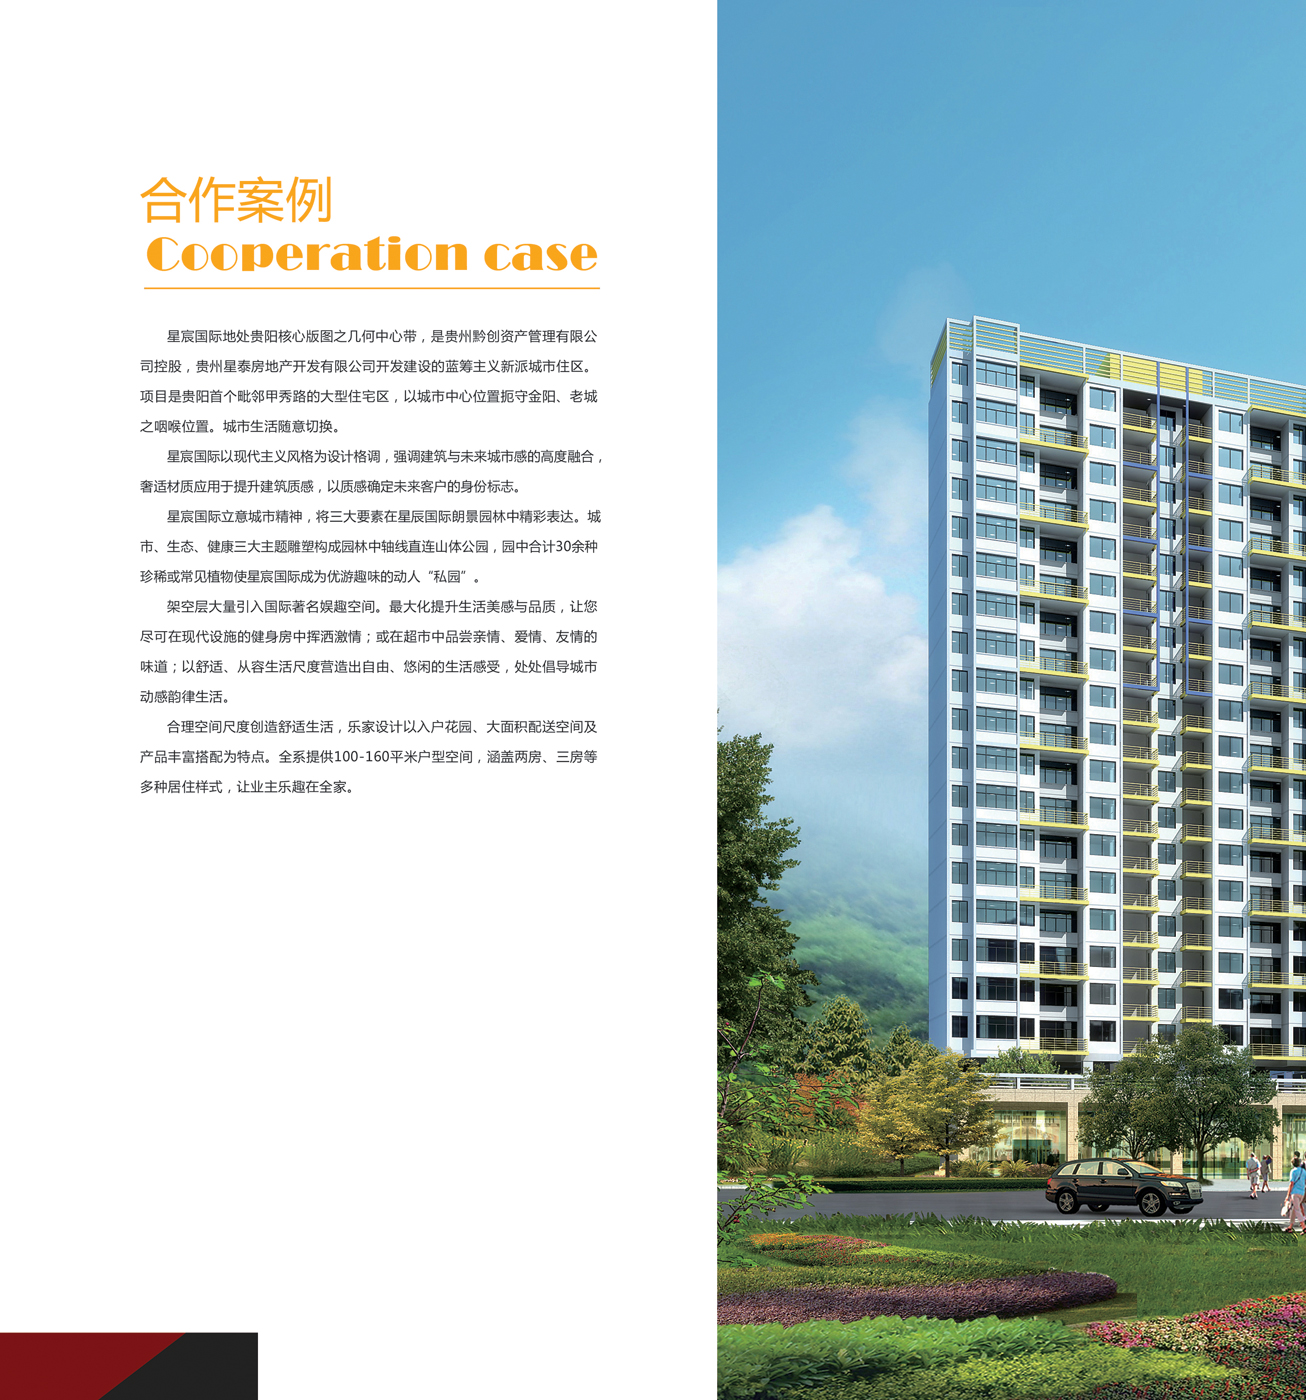 合作案例
Cooperation case
星宸国际地处贵阳核心版图之几何中心带，是贵州黔创资产管理有限公
司控股，贵州星泰房地产开发有限公司开发建设的蓝筹主义新派城市住区。
项目是贵阳首个毗邻甲秀路的大型住宅区，以城市中心位置扼守金阳、老城
之咽喉位置。城市生活随意切换。
星宸国际以现代主义风格为设计格调，强调建筑与未来城市感的高度融合，
奢适材质应用于提升建筑质感，以质感确定未来客户的身份标志。
星宸国际立意城市精神，将三大要素在星辰国际朗景园林中精彩表达。城
市、生态、健康三大主题雕塑构成园林中轴线直连山体公园，园中合计30余种
珍稀或常见植物使星宸国际成为优游趣味的动人“私园”。
架空层大量引入国际著名娱趣空间。最大化提升生活美感与品质，让您
尽可在现代设施的健身房中挥洒激情；或在超市中品尝亲情、爱情、友情的
味道；以舒适、从容生活尺度营造出自由、悠闲的生活感受，处处倡导城市
动感韵律生活。
合理空间尺度创造舒适生活，乐家设计以入户花园、大面积配送空间及
产品丰富搭配为特点。全系提供100-160平米户型空间，涵盖两房、三房等
多种居住样式，让业主乐趣在全家。